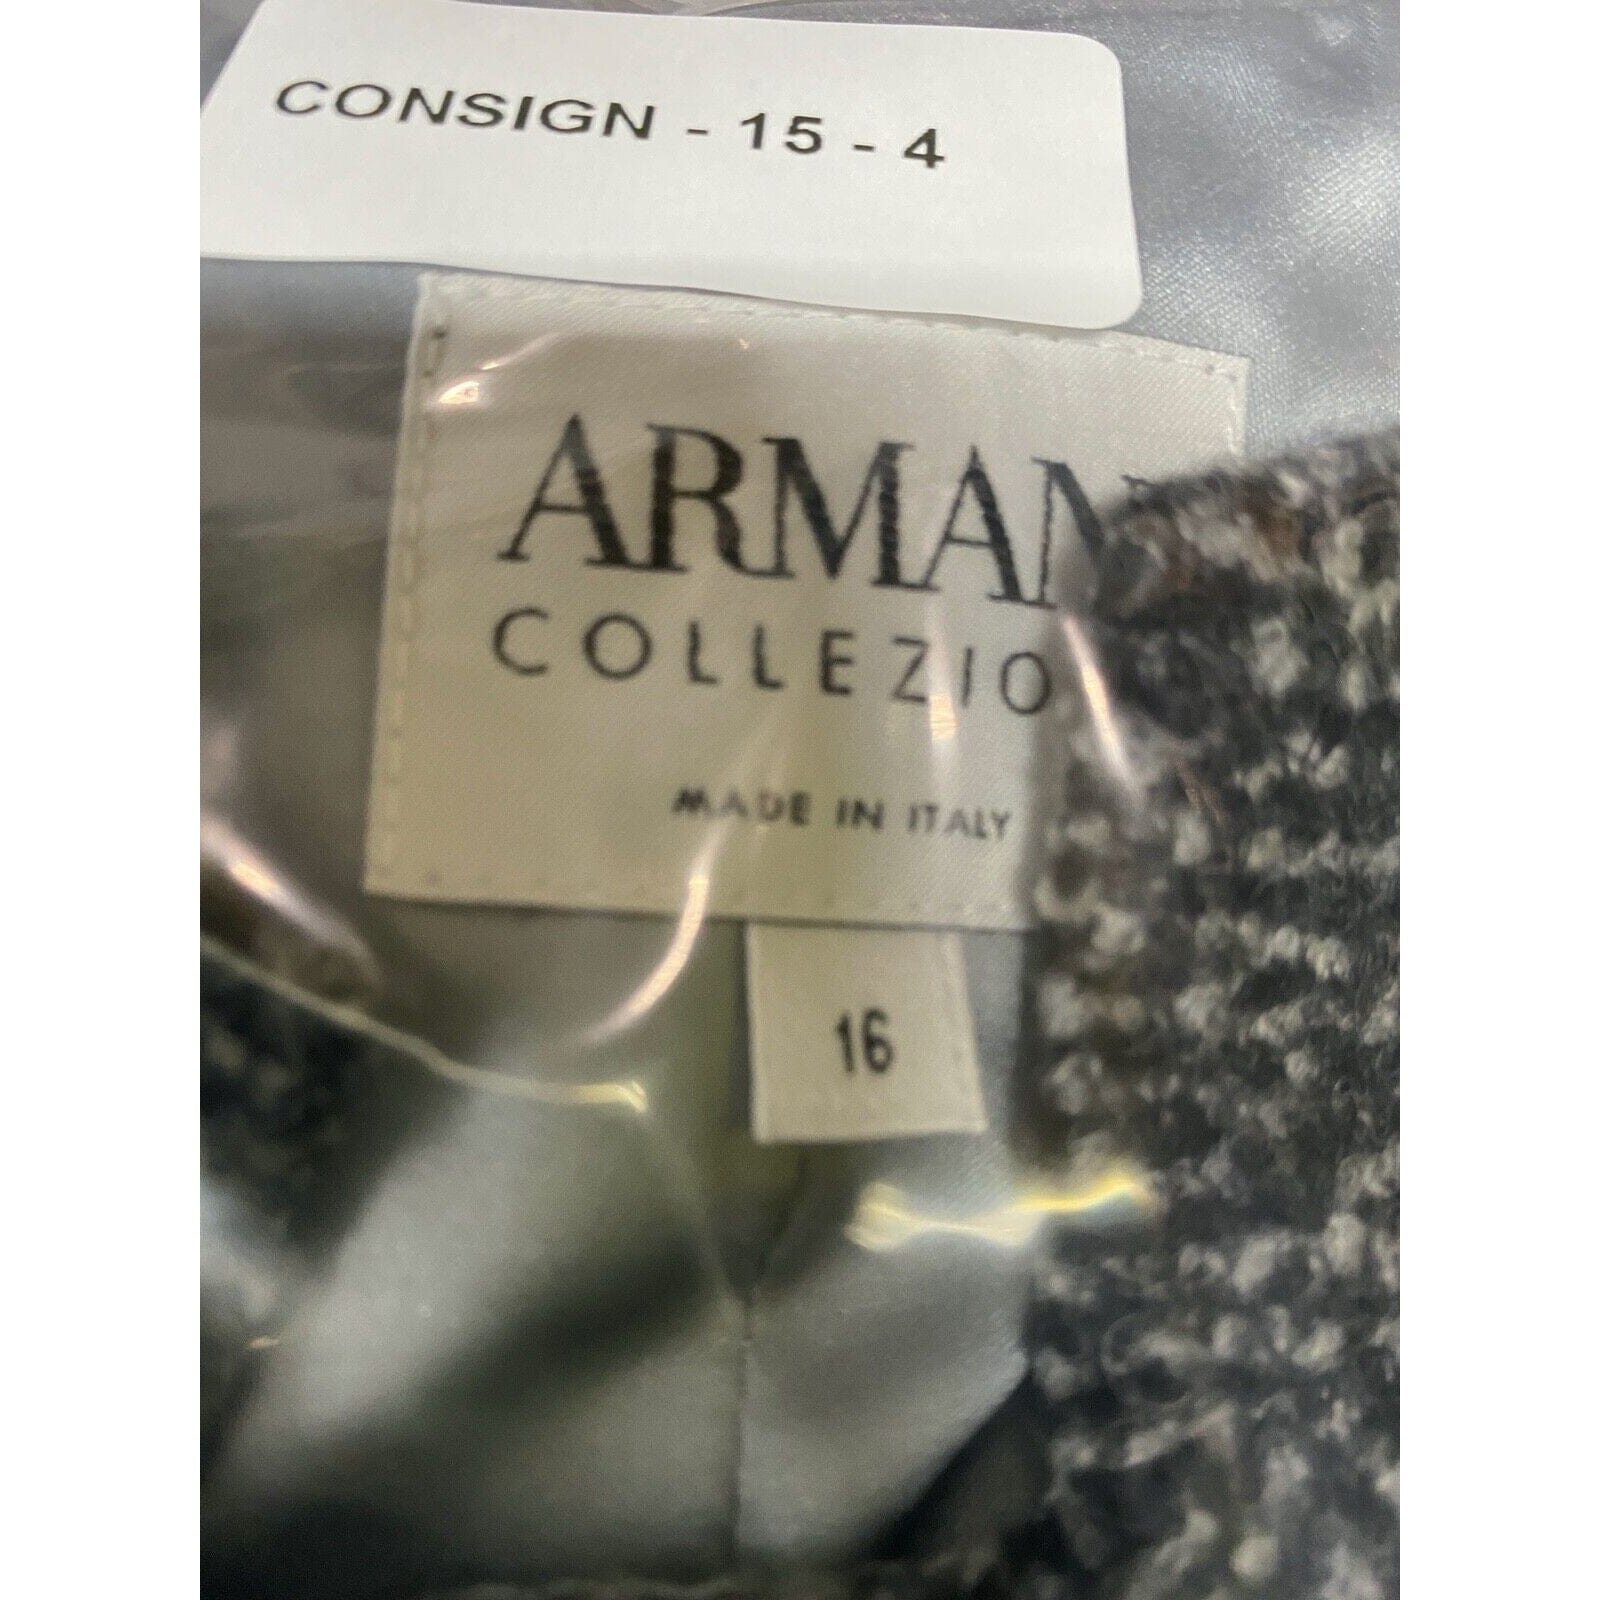 CONSIGN - 15 - 4
ARMAN
COLLEZIO
MADE IN ITALY
16